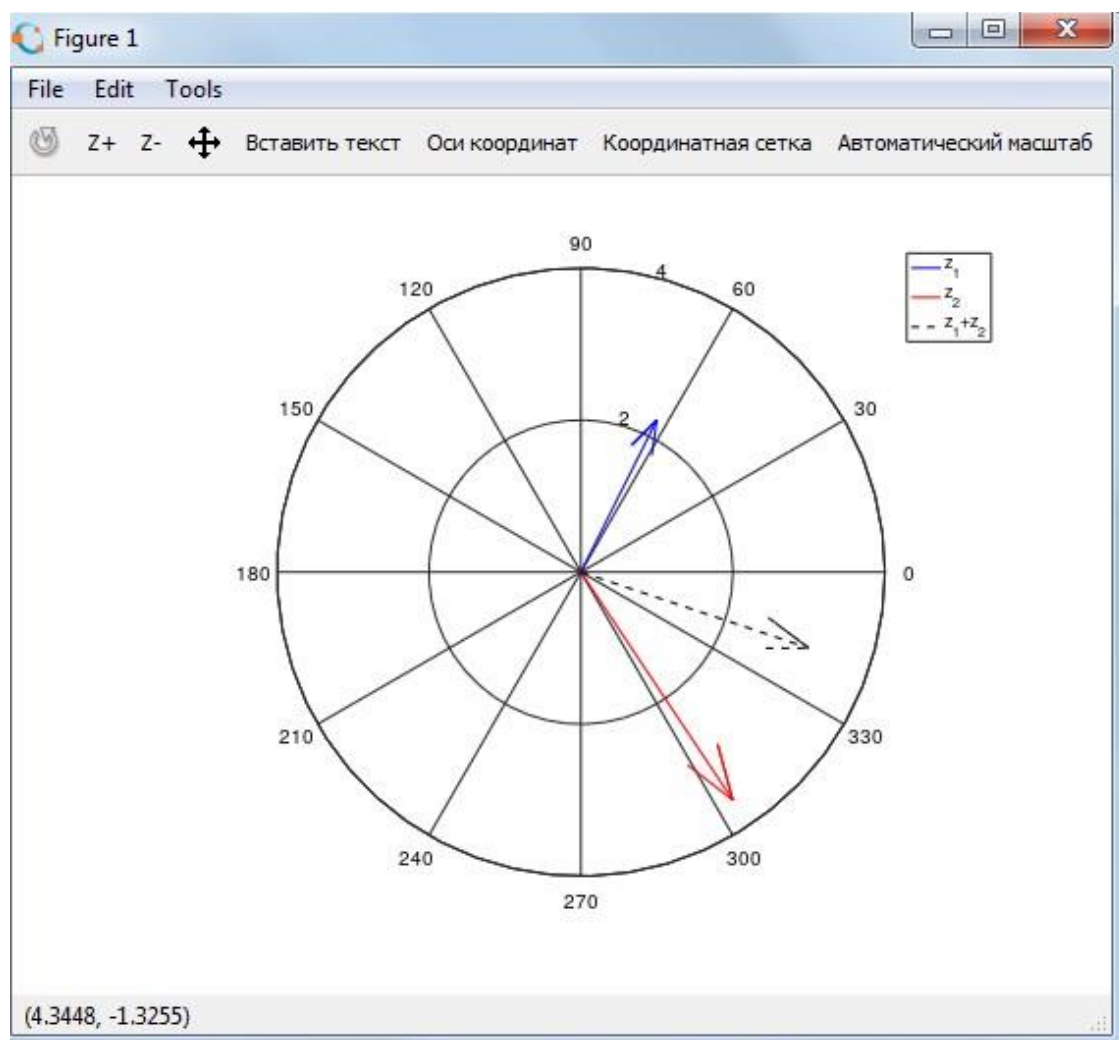 Figure 1
File Edit Tools
Z+ Z- Вставить текст Оси координат Координатная сетка Автоматический масштаб
90
120 4 60
z1
z2
z1+z2
150 2 30
180 0
210 330
240 300
270
(4.3448, -1.3255)